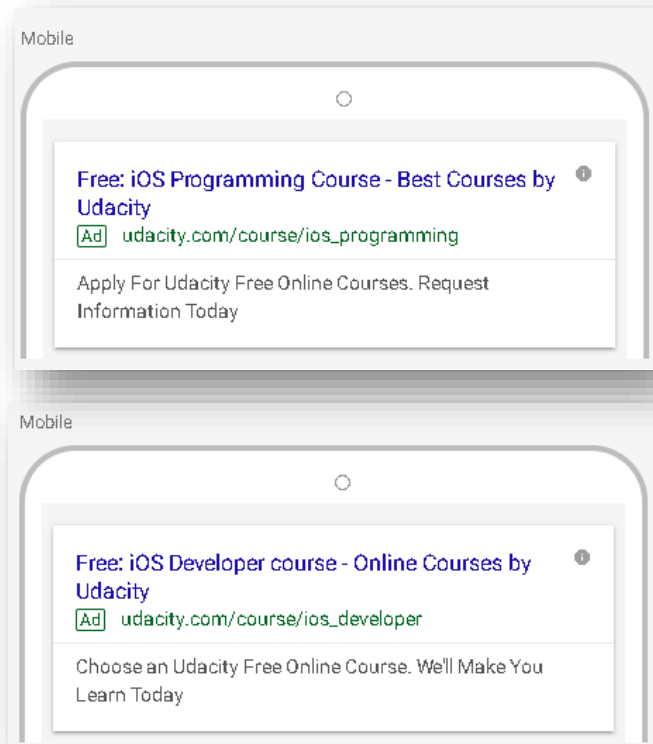 Mobile
Free: iOS Programming Course - Best Courses by
Udacity
Ad udacity.com/course/ios_programming
Apply For Udacity Free Online Courses. Request
Information Today
Mobile
Free: iOS Developer course - Online Courses by
Udacity
Ad udacity.com/course/ios_developer
Choose an Udacity Free Online Course. We'll Make You
Learn Today